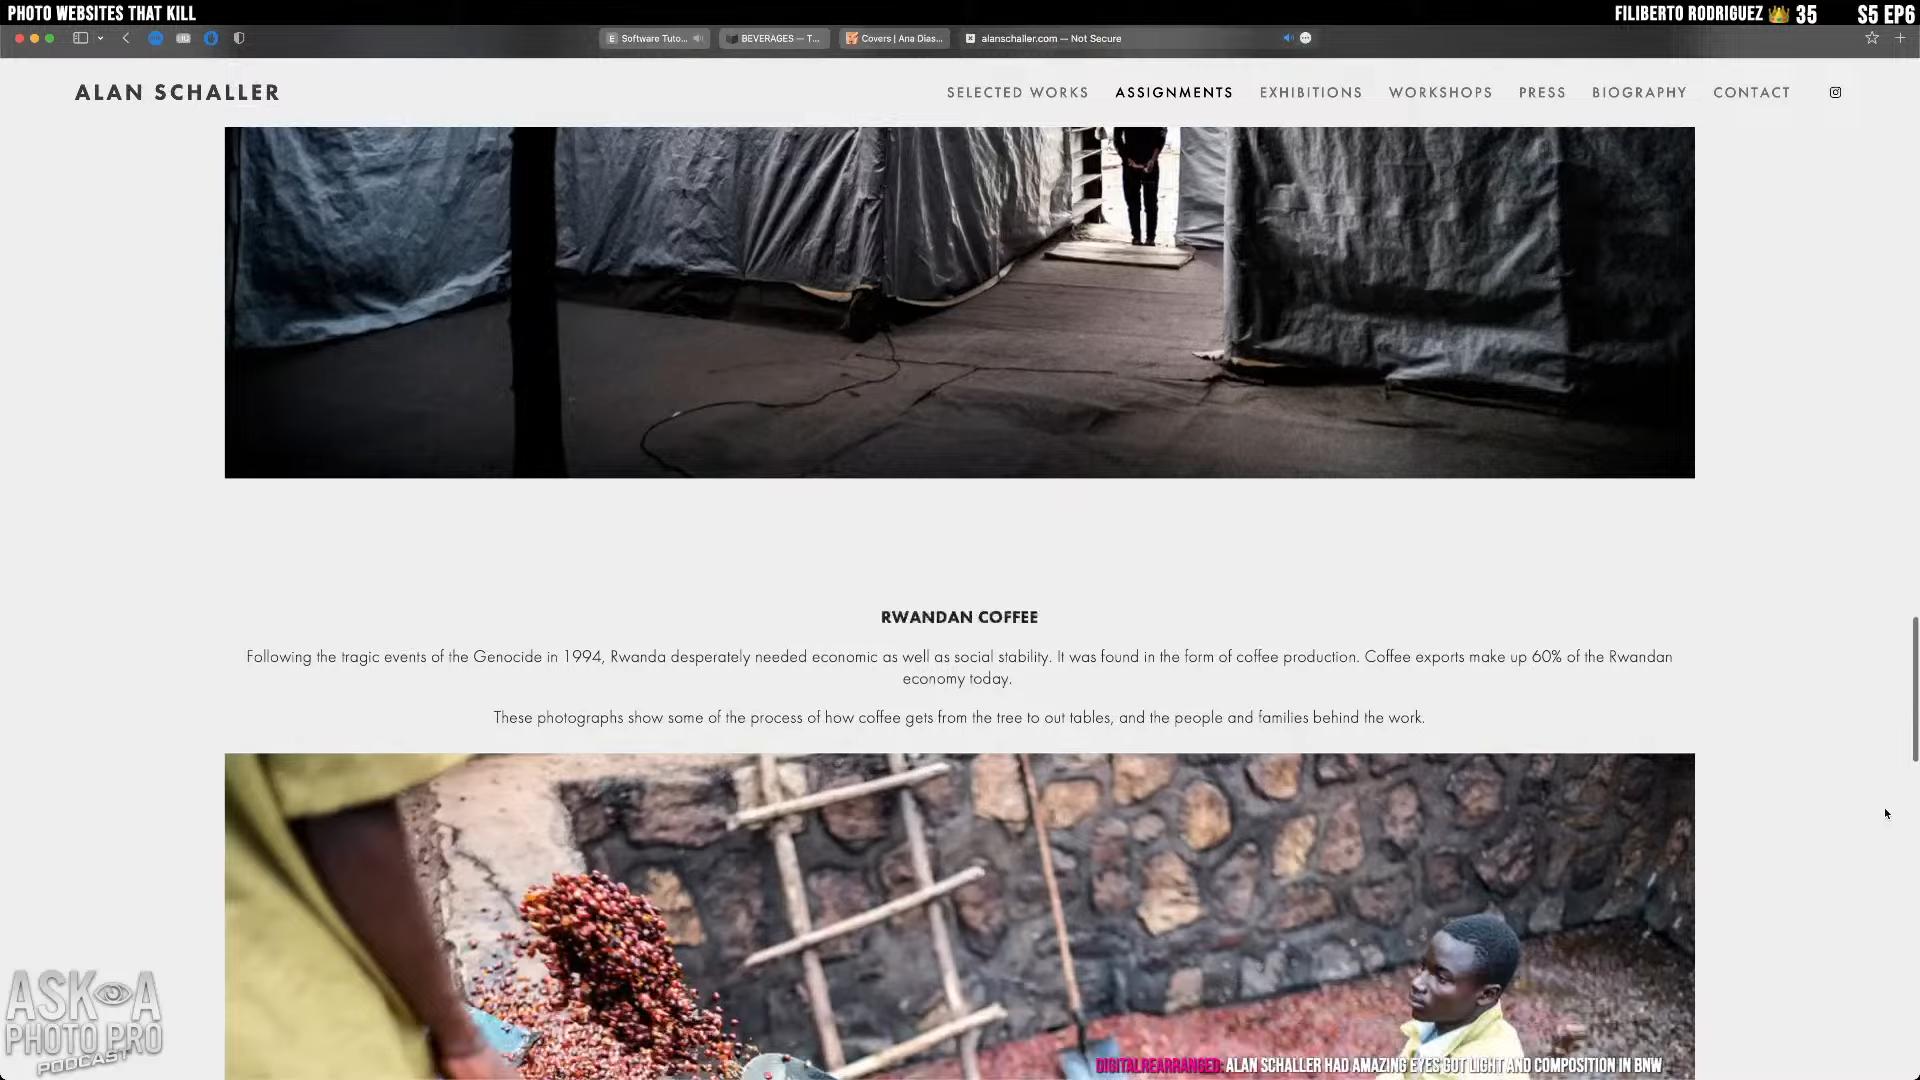 PHOTO WEBSITES THAT KILL
FILIBERTO RODRIGUEZ 👑 35 S5 EP6
Software Tuto... BEVERAGES — T... Covers | Ana Dias... alanschaller.com — Not Secure
ALAN SCHALLER
SELECTED WORKS ASSIGNMENTS EXHIBITIONS WORKSHOPS PRESS BIOGRAPHY CONTACT
RWANDAN COFFEE
Following the tragic events of the Genocide in 1994, Rwanda desperately needed economic as well as social stability. It was found in the form of coffee production. Coffee exports make up 60% of the Rwandan
economy today.
These photographs show some of the process of how coffee gets from the tree to out tables, and the people and families behind the work.
ASK A
PHOTO PRO
PODCAST
DIGITALREARRANGED: ALAN SCHALLER HAD AMAZING EYES GOT LIGHT AND COMPOSITION IN BNW